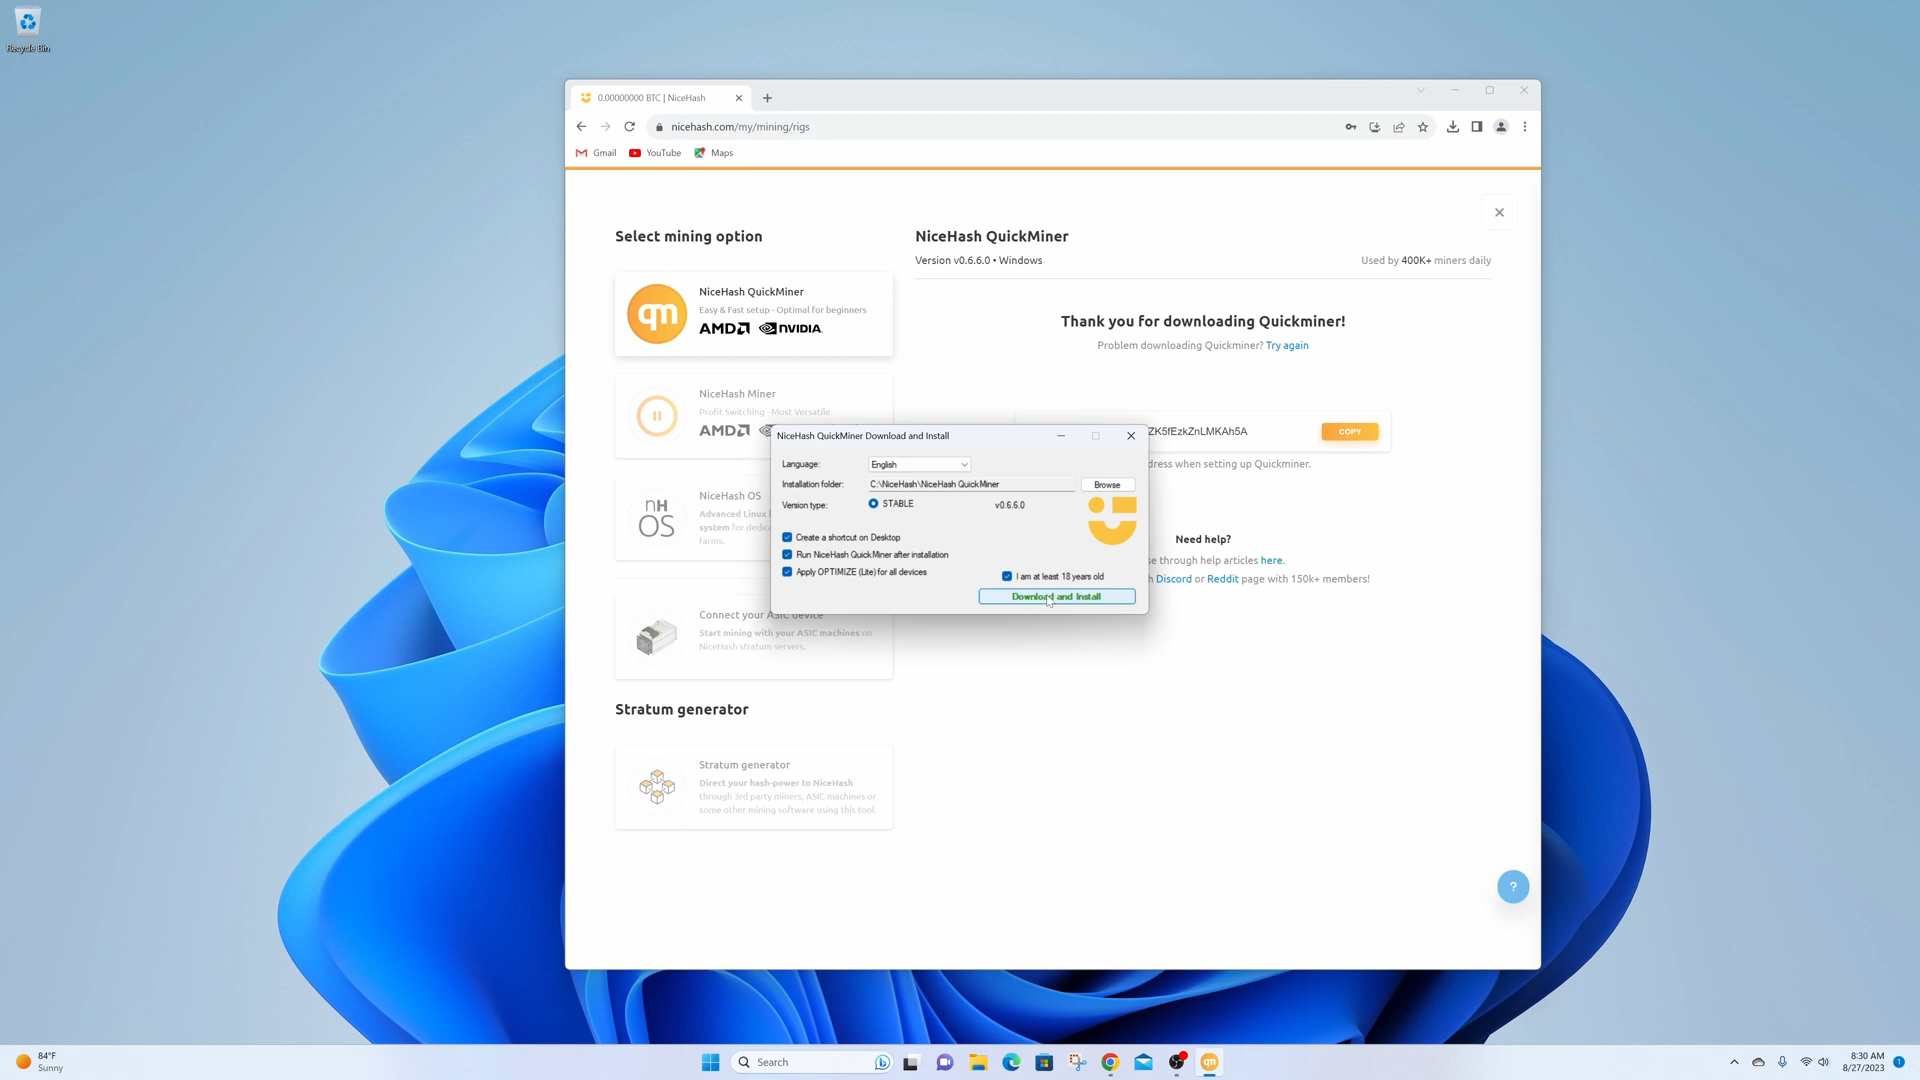 Recycle Bin
0.00000000 BTC | NiceHash
nicehash.com/my/mining/rigs
Gmail
YouTube
Maps
Select mining option
qm
NiceHash QuickMiner
Easy & Fast setup - Optimal for beginners
AMD NVIDIA.
NiceHash Miner
Profit Switching - Most Versatile
AMD
nH
OS
NiceHash OS
Advanced Linux
system for dedic
farms.
Connect your ASIC device
Start mining with your ASIC machines on
NiceHash stratum servers.
Stratum generator
Stratum generator
Direct your hash-power to NiceHash
through 3rd party miners, ASIC machines or
some other mining software using this tool.
NiceHash QuickMiner
Version v0.6.6.0 • Windows
Used by 400K+ miners daily
Thank you for downloading Quickminer!
Problem downloading Quickminer? Try again
ZK5fEzkZnLMKAh5A
COPY
dress when setting up Quickminer.
Need help?
se through help articles here.
h Discord or Reddit page with 150k+ members!
?
NiceHash QuickMiner Download and Install
Language:
English
Installation folder:
C:\NiceHash\NiceHash QuickMiner
Browse
Version type:
STABLE
v0.6.6.0
Create a shortcut on Desktop
Run NiceHash QuickMiner after installation
Apply OPTIMIZE (Lite) for all devices
I am at least 18 years old
Download and Install
84°F
Sunny
Search
qm
8:30 AM
8/27/2023
1